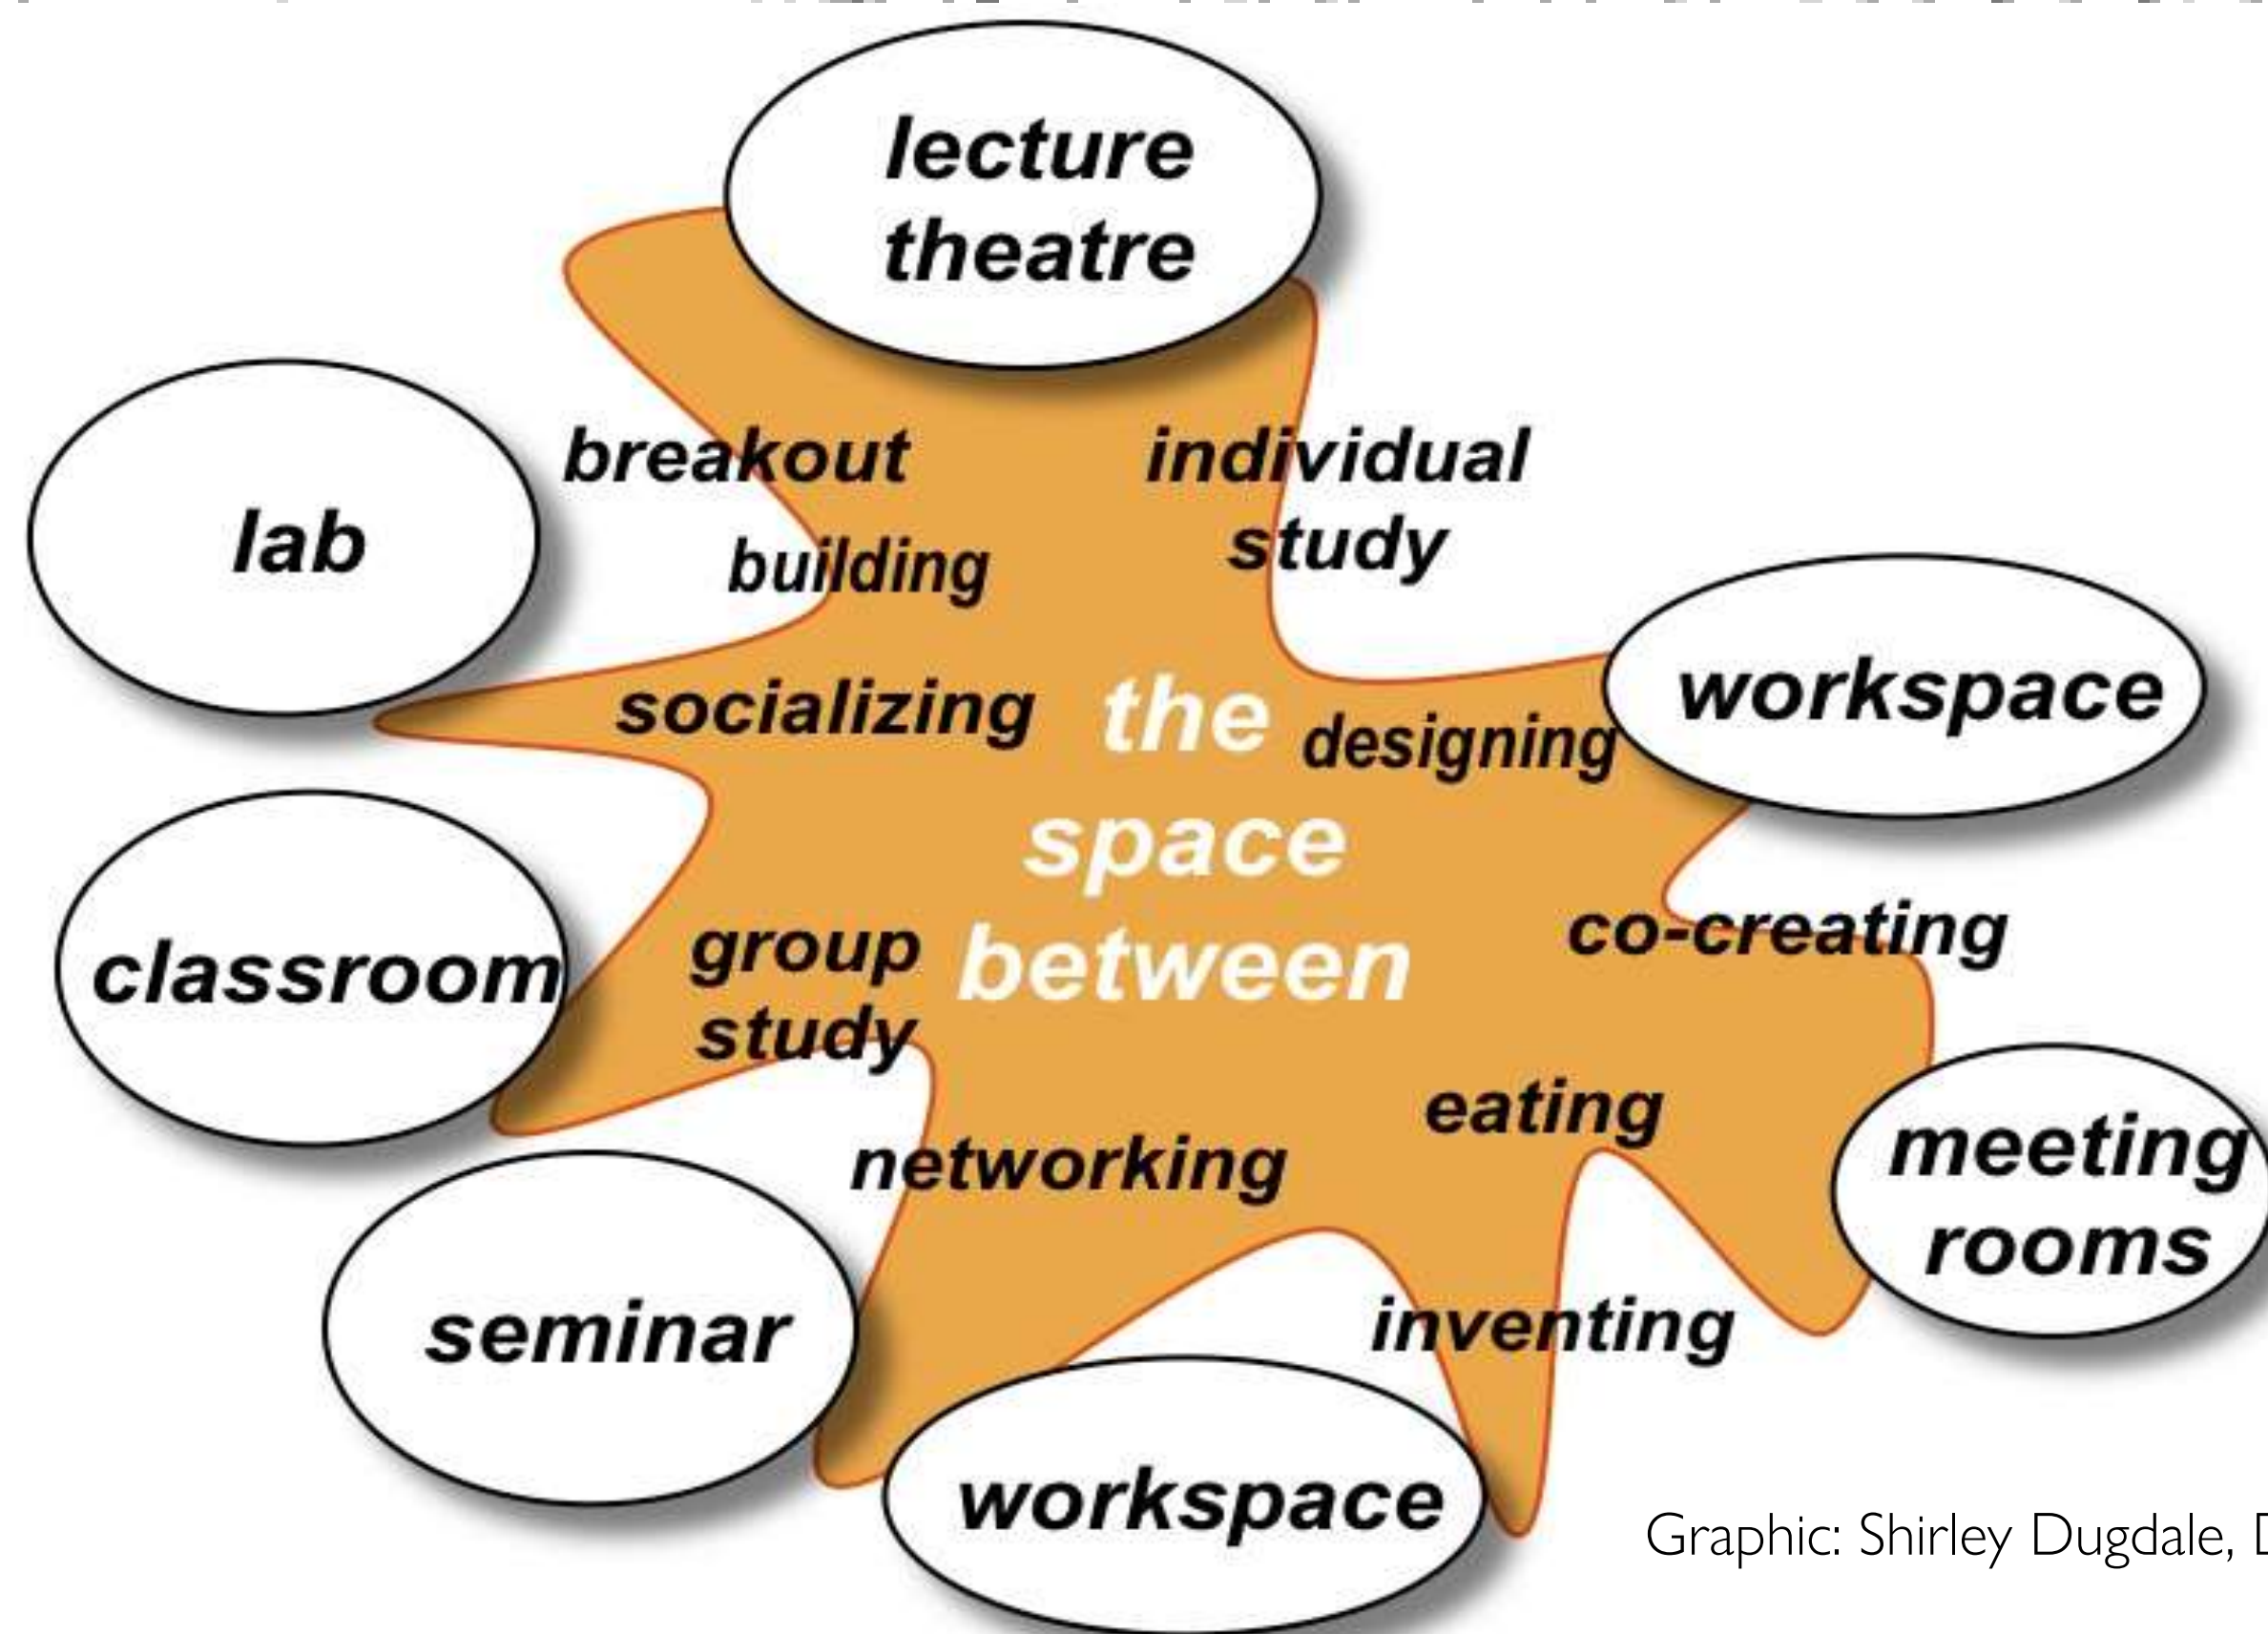 lecture
theatre
breakout
individual
study
lab
building
workspace
socializing
designing
the
space
between
co-creating
classroom
group
study
eating
meeting
rooms
networking
seminar
inventing
workspace
Graphic: Shirley Dugdale,